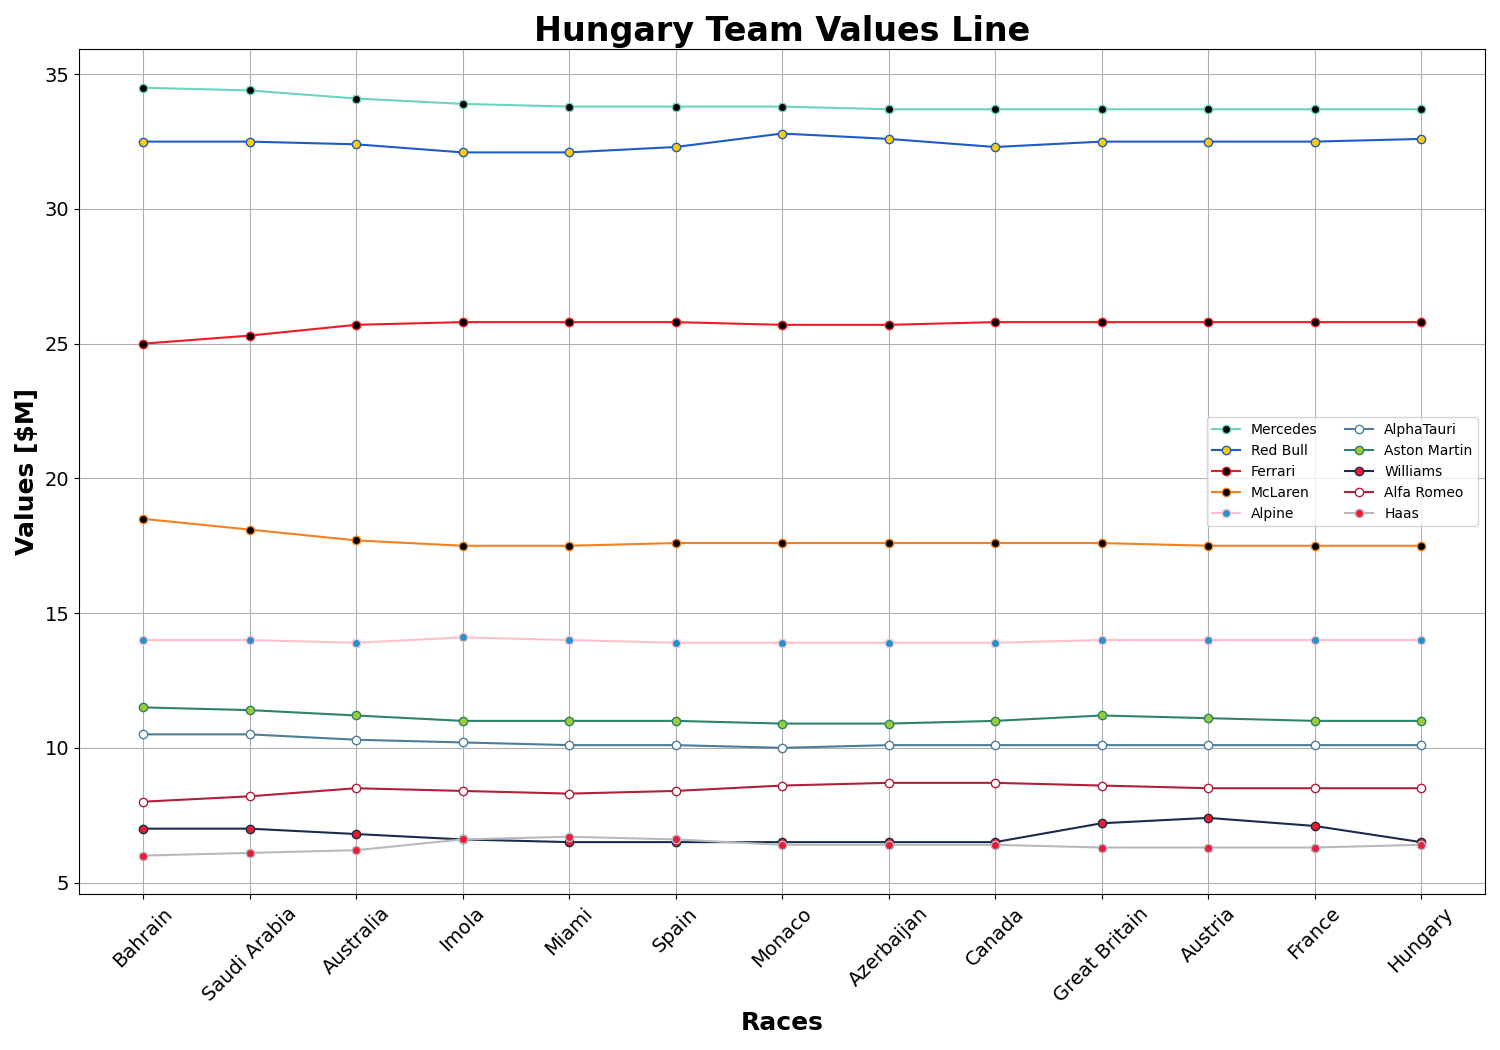 Hungary Team Values Line
Values [$M]
35
30
25
20
15
10
5
Mercedes
Red Bull
Ferrari
McLaren
Alpine
AlphaTauri
Aston Martin
Williams
Alfa Romeo
Haas
Bahrain
Saudi Arabia
Australia
Imola
Miami
Spain
Monaco
Azerbaijan
Canada
Great Britain
Austria
France
Hungary
Races